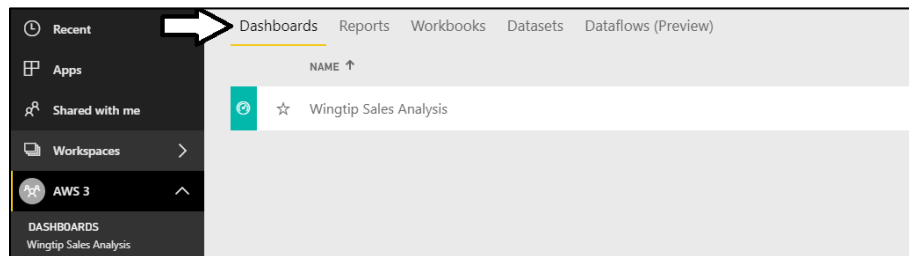 Recent
Apps
Shared with me
Workspaces
AWS 3
DASHBOARDS
Wingtip Sales Analysis
Dashboards Reports Workbooks Datasets Dataflows (Preview)
NAME ↑
Wingtip Sales Analysis